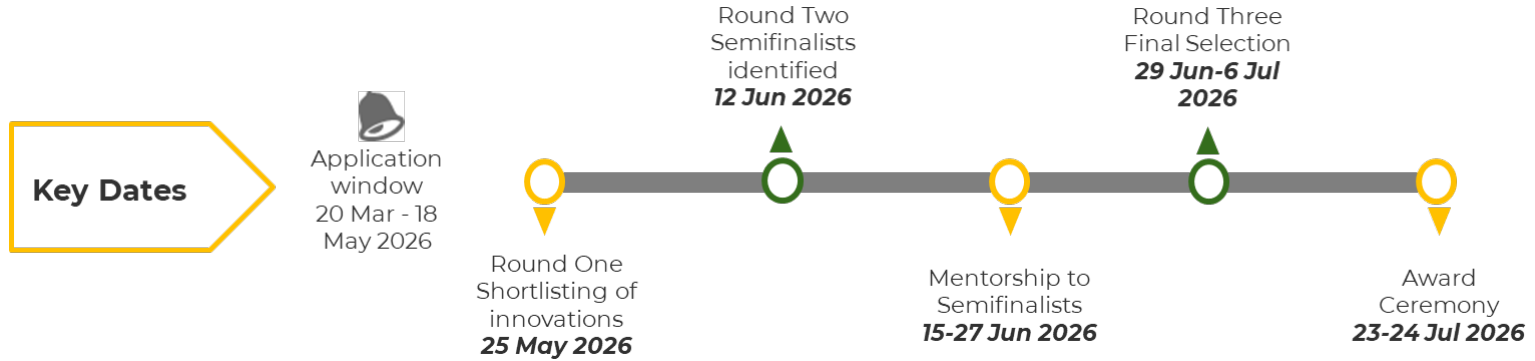 Key Dates
Application
window
20 Mar - 18
May 2026
Round One
Shortlisting of
innovations
25 May 2026
Round Two
Semifinalists
identified
12 Jun 2026
Mentorship to
Semifinalists
15-27 Jun 2026
Round Three
Final Selection
29 Jun-6 Jul
2026
Award
Ceremony
23-24 Jul 2026